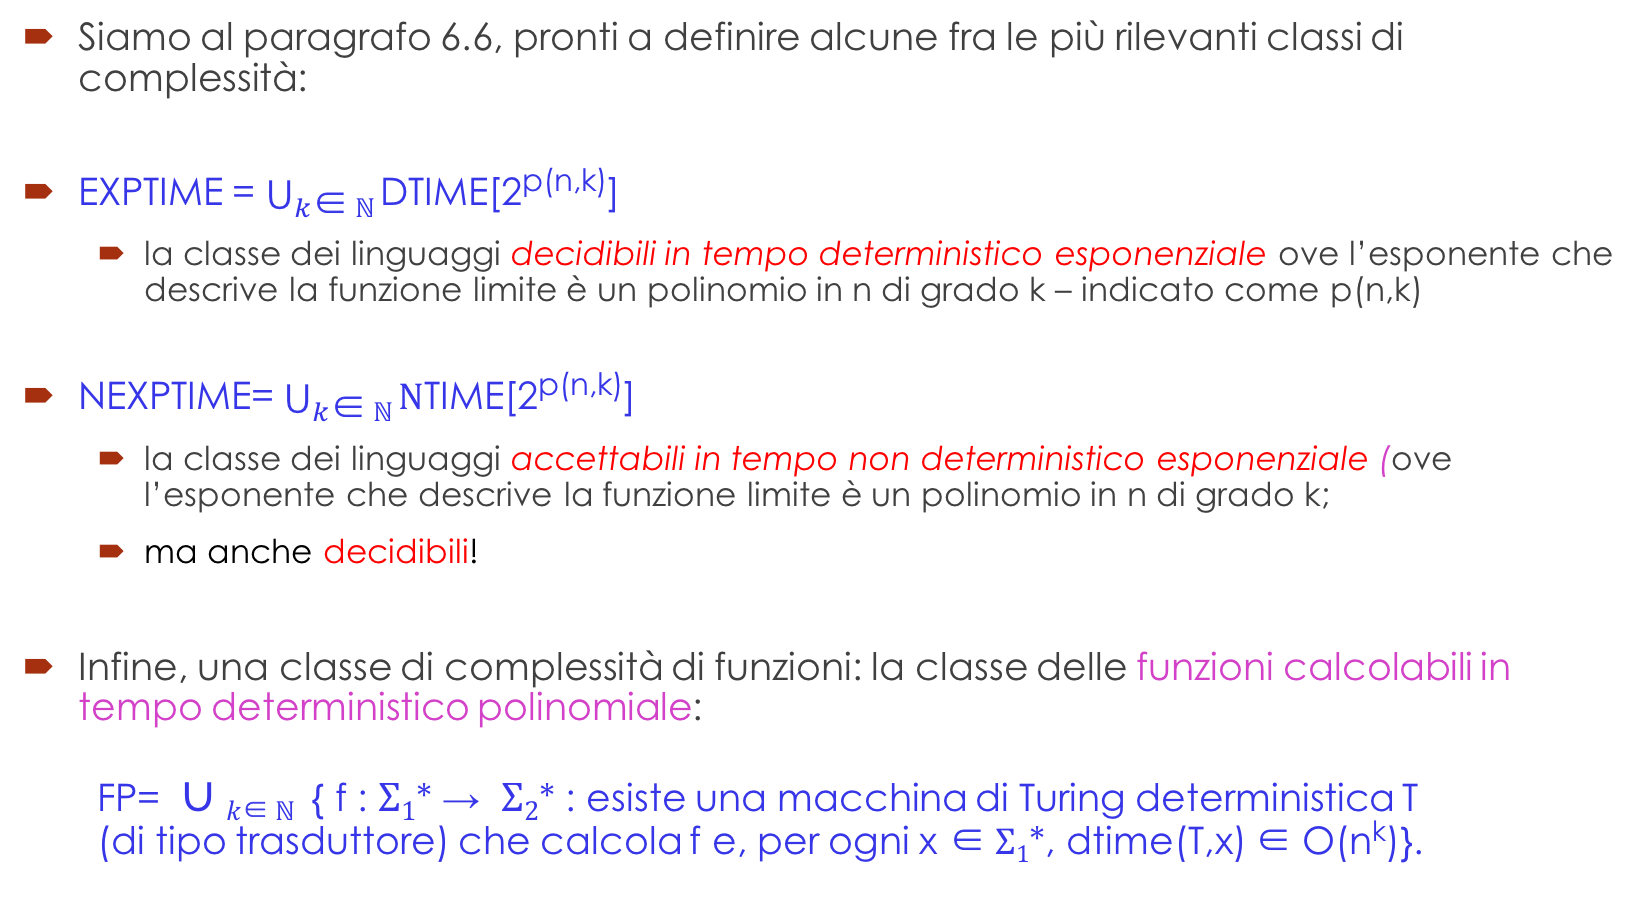 Siamo al paragrafo 6.6, pronti a definire alcune fra le più rilevanti classi di
complessità:
EXPTIME = ∪k∈ ℕ DTIME[2p(n,k)]
la classe dei linguaggi decidibili in tempo deterministico esponenziale ove l’esponente che
descrive la funzione limite è un polinomio in n di grado k – indicato come p(n,k)
NEXPTIME= ∪k∈ ℕ NTIME[2p(n,k)]
la classe dei linguaggi accettabili in tempo non deterministico esponenziale (ove
l’esponente che descrive la funzione limite è un polinomio in n di grado k;
ma anche decidibili!
Infine, una classe di complessità di funzioni: la classe delle funzioni calcolabili in
tempo deterministico polinomiale:
FP= ∪ k∈ ℕ { f : Σ1* → Σ2* : esiste una macchina di Turing deterministica T
(di tipo trasduttore) che calcola f e, per ogni x ∈ Σ1*, dtime(T,x) ∈ O(nk)}.